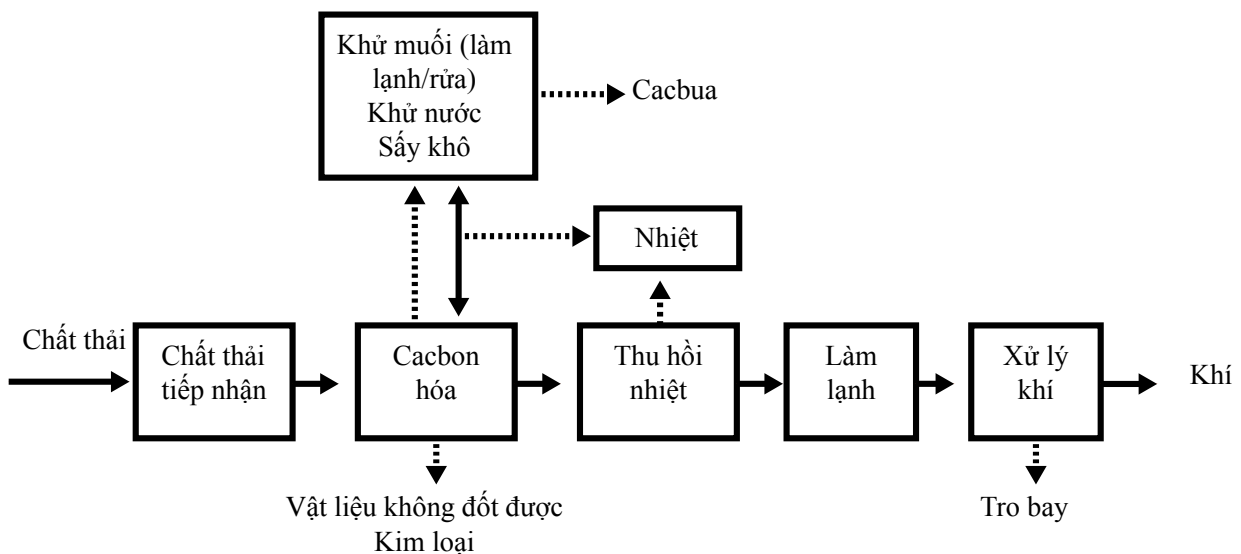 Khử muối (làm
lạnh/rửa)
Khử nước
Sấy khô
Cacbua
Nhiệt
Chất thải
Chất thải
tiếp nhận
Cacbon
hóa
Thu hồi
nhiệt
Làm
lạnh
Xử lý
khí
Khí
Vật liệu không đốt được
Kim loại
Tro bay